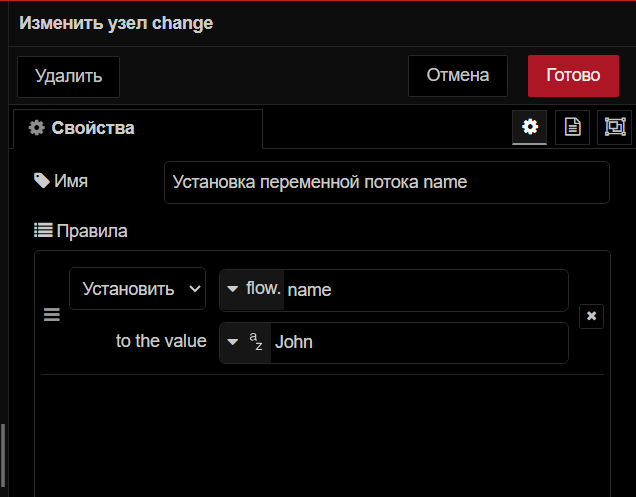 Изменить узел change
Удалить
Отмена
Готово
Свойства
Имя
Установка переменной потока name
Правила
Установить
flow. name
to the value
az John